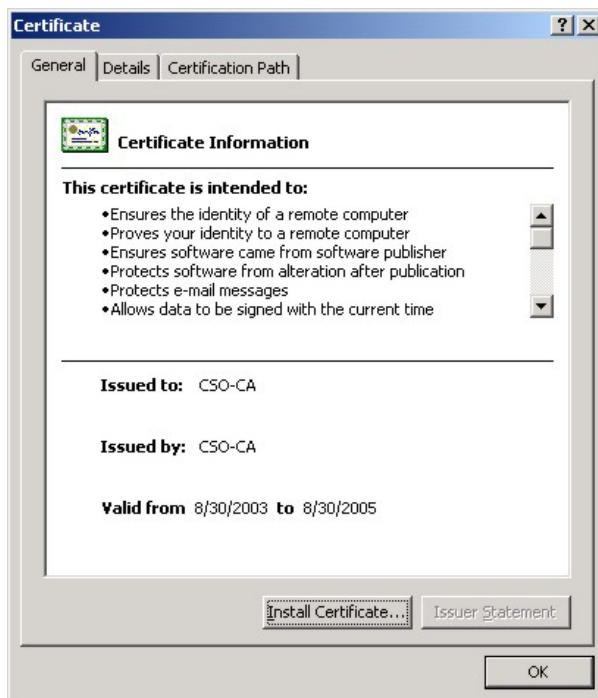 Certificate
General Details Certification Path
Certificate Information
This certificate is intended to:
•Ensures the identity of a remote computer
•Proves your identity to a remote computer
•Ensures software came from software publisher
•Protects software from alteration after publication
•Protects e-mail messages
•Allows data to be signed with the current time
Issued to: CSO-CA
Issued by: CSO-CA
Valid from 8/30/2003 to 8/30/2005
Install Certificate... Issuer Statement
OK